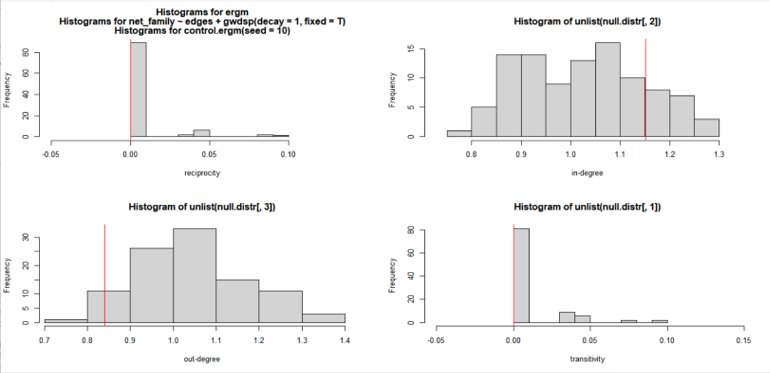 Histograms for ergm
Histograms for net_family ~ edges + gwdsp(decay = 1, fixed = T)
Histograms for control.ergm(seed = 10)
Frequency
0 20 40 60 80
-0.05 0.00 0.05 0.10
reciprocity
Histogram of unlist(null.distr[, 2])
Frequency
0 5 10 15
0.8 0.9 1.0 1.1 1.2 1.3
in-degree
Histogram of unlist(null.distr[, 3])
Frequency
0 5 10 20 30
0.7 0.8 0.9 1.0 1.1 1.2 1.3 1.4
out-degree
Histogram of unlist(null.distr[, 1])
Frequency
0 20 40 60 80
-0.05 0.00 0.05 0.10 0.15
transitivity